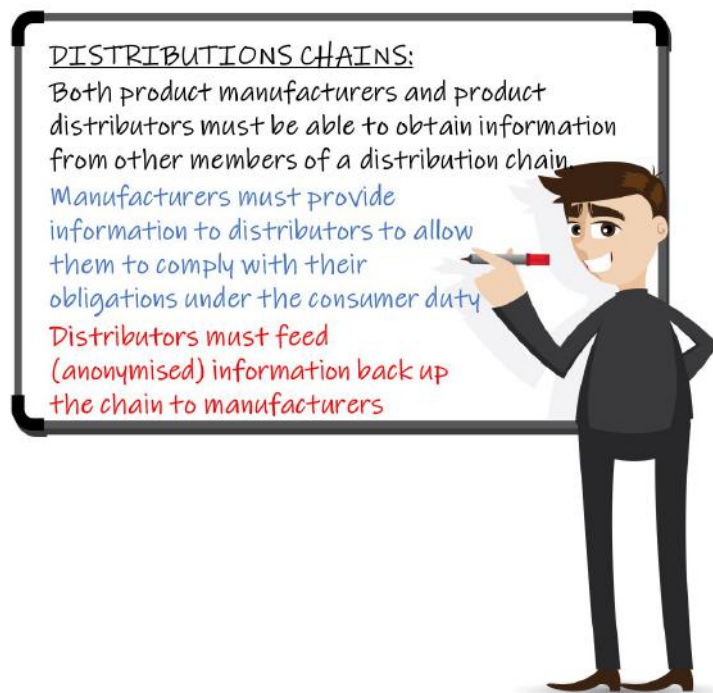 DISTRIBUTIONS CHAINS:
Both product manufacturers and product
distributors must be able to obtain information
from other members of a distribution chain.
Manufacturers must provide
information to distributors to allow
them to comply with their
obligations under the consumer duty
Distributors must feed
(anonymised) information back up
the chain to manufacturers